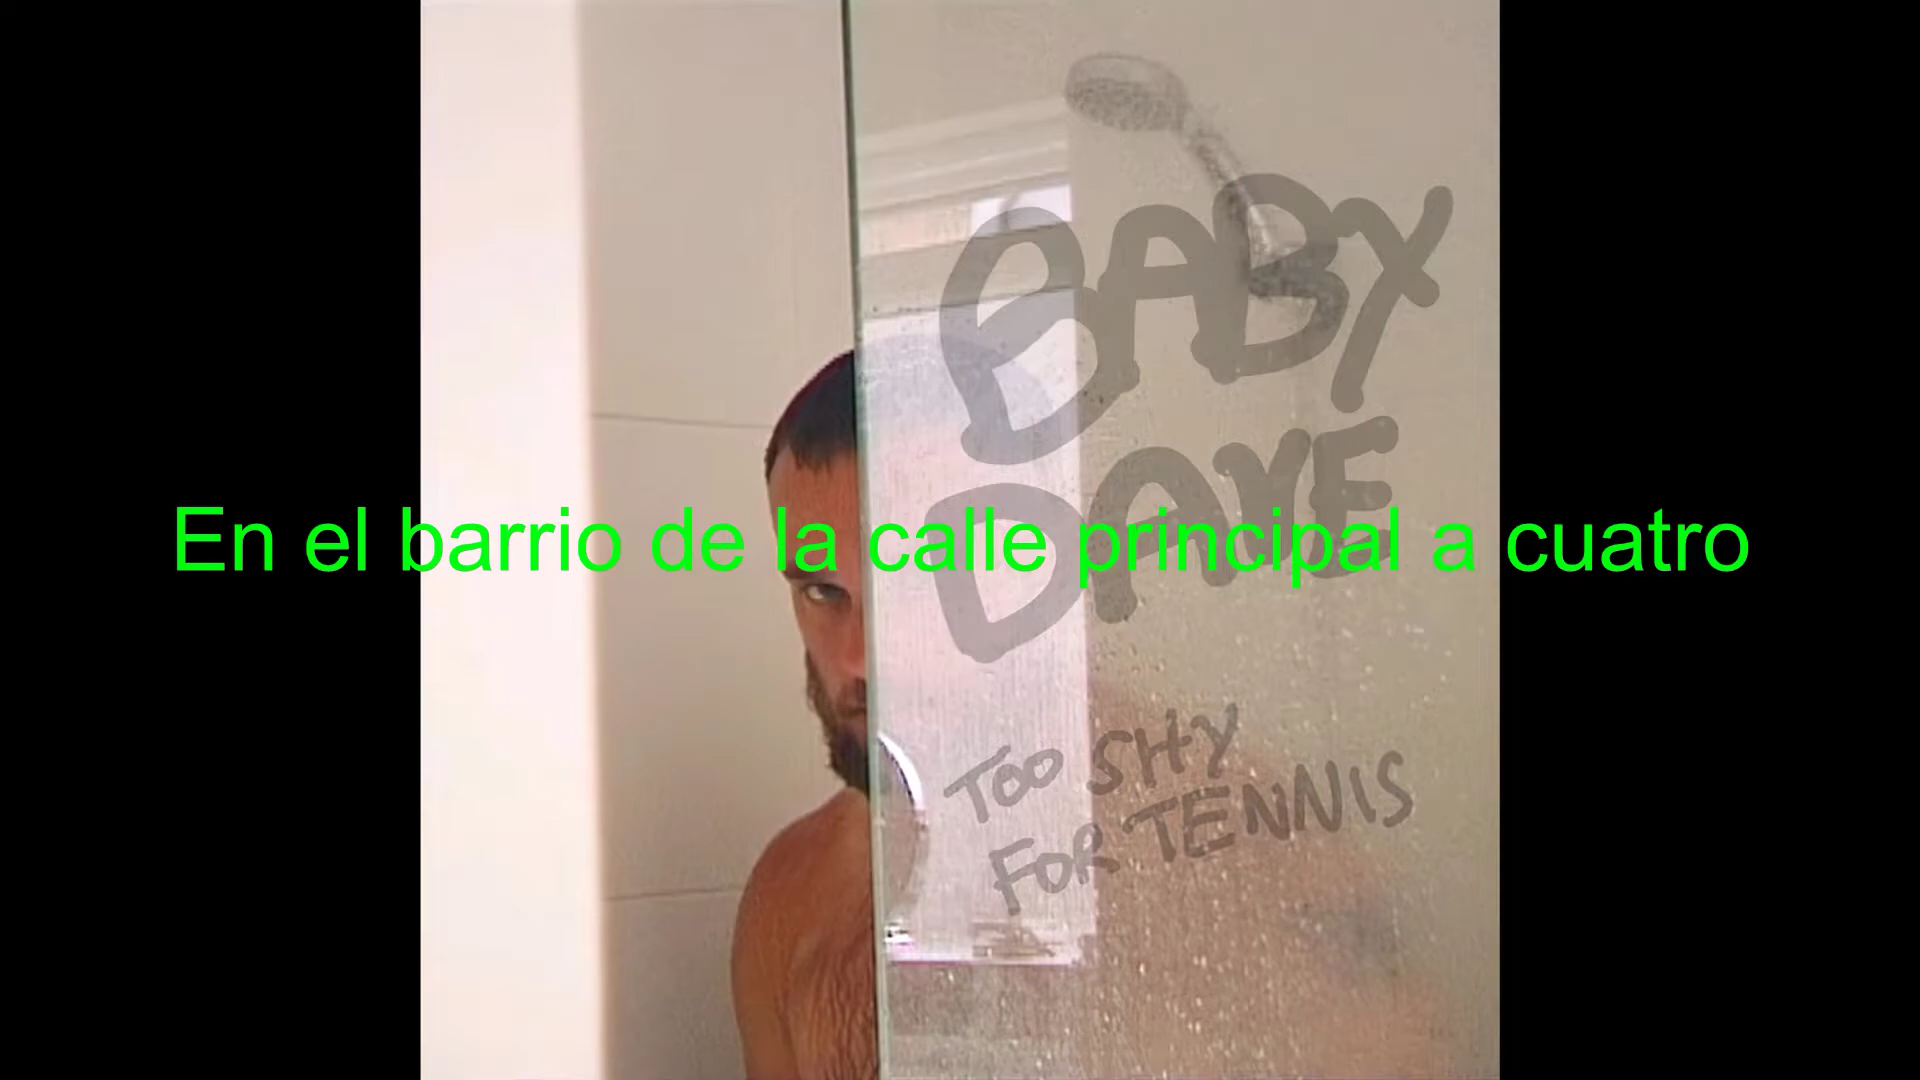 BABY
DAVE
En el barrio de la calle principal a cuatro
TOO SHY
FOR TENNIS